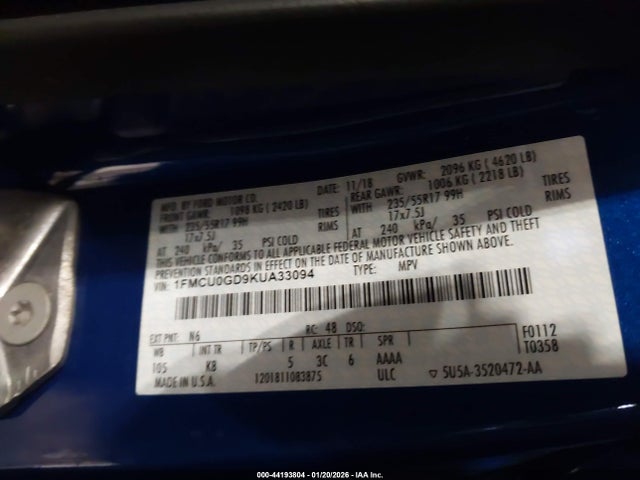 MFD. BY FORD MOTOR CO.
DATE: 11/18 GVWR: 2096 KG ( 4620 LB)
FRONT GAWR: 1098 KG ( 2420 LB) REAR GAWR: 1006 KG ( 2218 LB)
WITH 235/55R17 99H TIRES WITH 235/55R17 99H TIRES
17x7.5J RIMS 17x7.5J RIMS
AT 240 kPa/ 35 PSI COLD AT 240 kPa/ 35 PSI COLD
THIS VEHICLE CONFORMS TO ALL APPLICABLE FEDERAL MOTOR VEHICLE SAFETY AND THEFT
PREVENTION STANDARDS IN EFFECT ON THE DATE OF MANUFACTURE SHOWN ABOVE.
VIN: 1FMCU0GD9KUA33094 TYPE: MPV
EXT PNT: N6 RC: 48 DSO: F0112
WB INT TR TP/PS R AXLE TR SPR T0358
105 KB 5 3C 6 AAAA
MADE IN U.S.A. 1201811083875 ULC 5U5A-3520472-AA
000-44193804 - 01/20/2026 - IAA Inc.